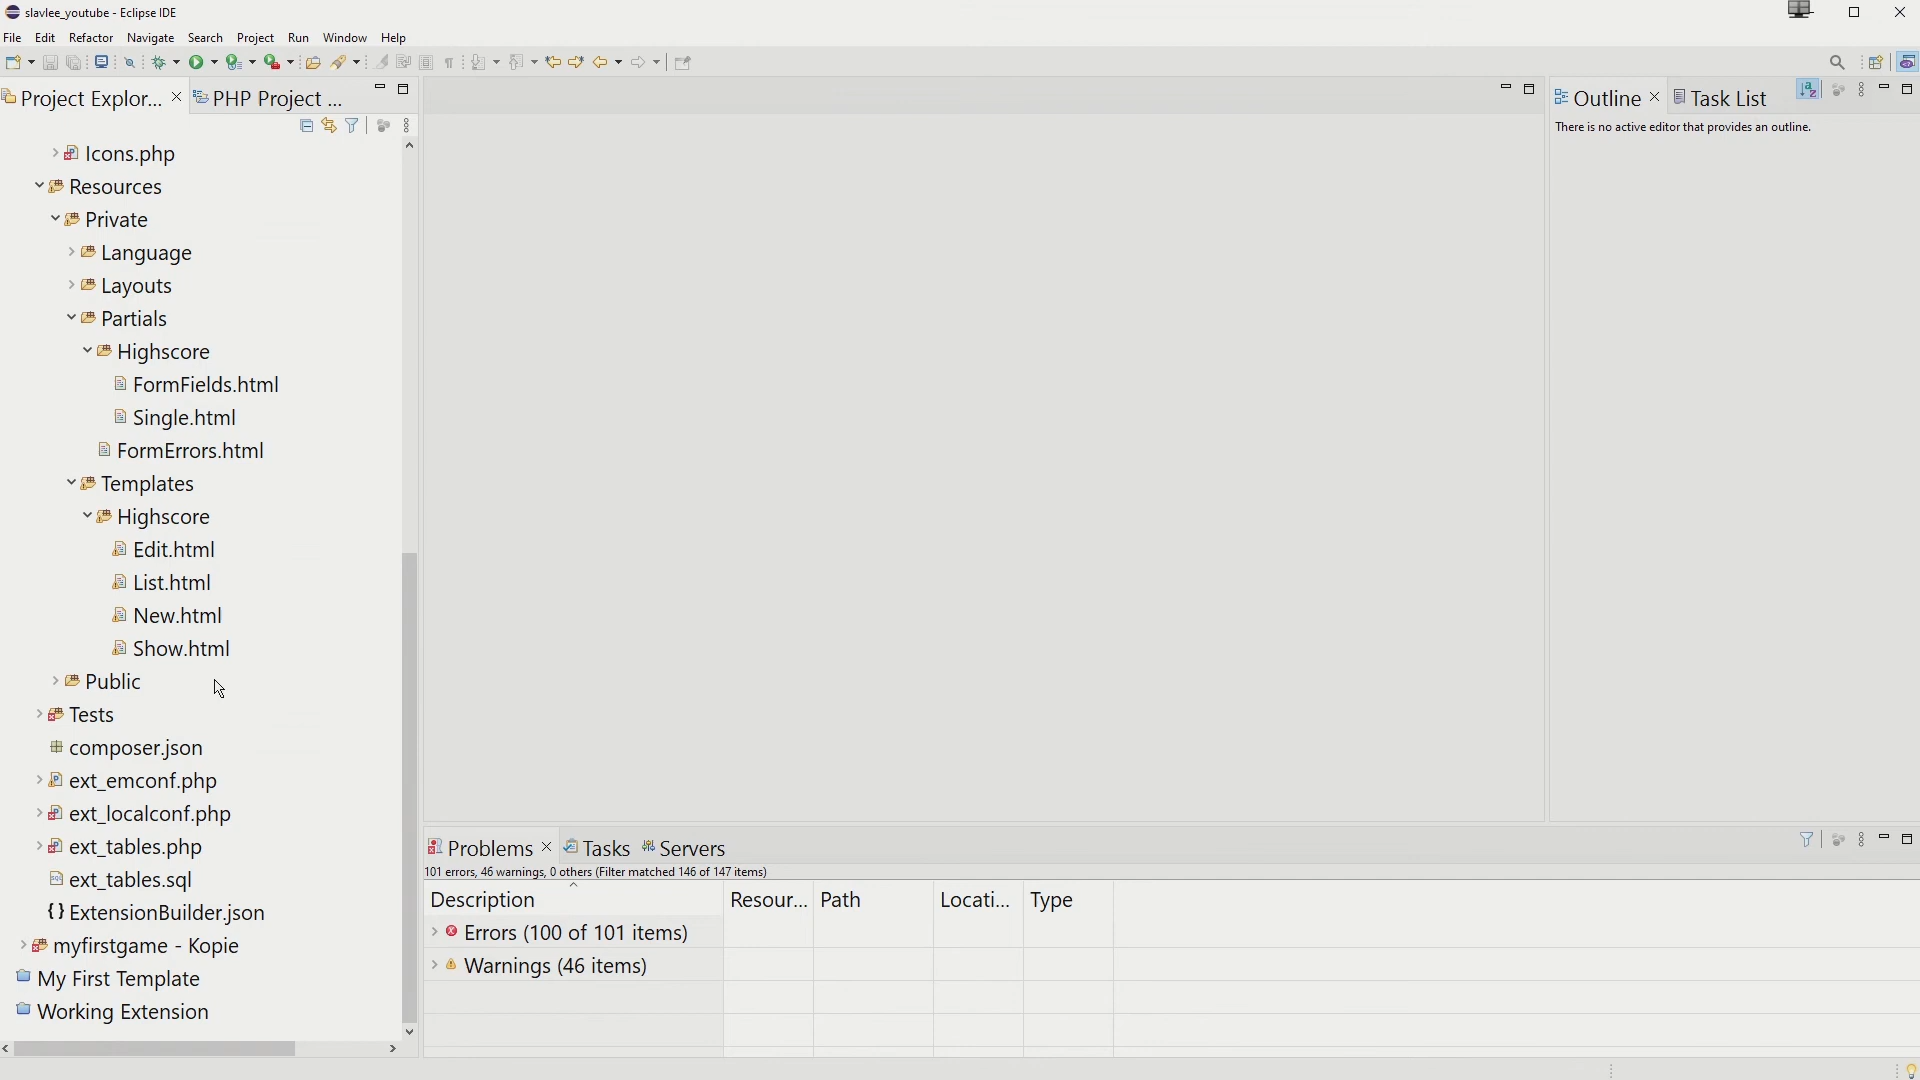 slavlee_youtube - Eclipse IDE
File Edit Refactor Navigate Search Project Run Window Help
Project Explor... PHP Project ...
Icons.php
Resources
Private
Language
Layouts
Partials
Highscore
FormFields.html
Single.html
FormErrors.html
Templates
Highscore
Edit.html
List.html
New.html
Show.html
Public
Tests
composer.json
ext_emconf.php
ext_localconf.php
ext_tables.php
ext_tables.sql
ExtensionBuilder.json
myfirstgame - Kopie
My First Template
Working Extension
Outline Task List
There is no active editor that provides an outline.
Problems Tasks Servers
101 errors, 46 warnings, 0 others (Filter matched 146 of 147 items)
Description Resour... Path Locati... Type
Errors (100 of 101 items)
Warnings (46 items)